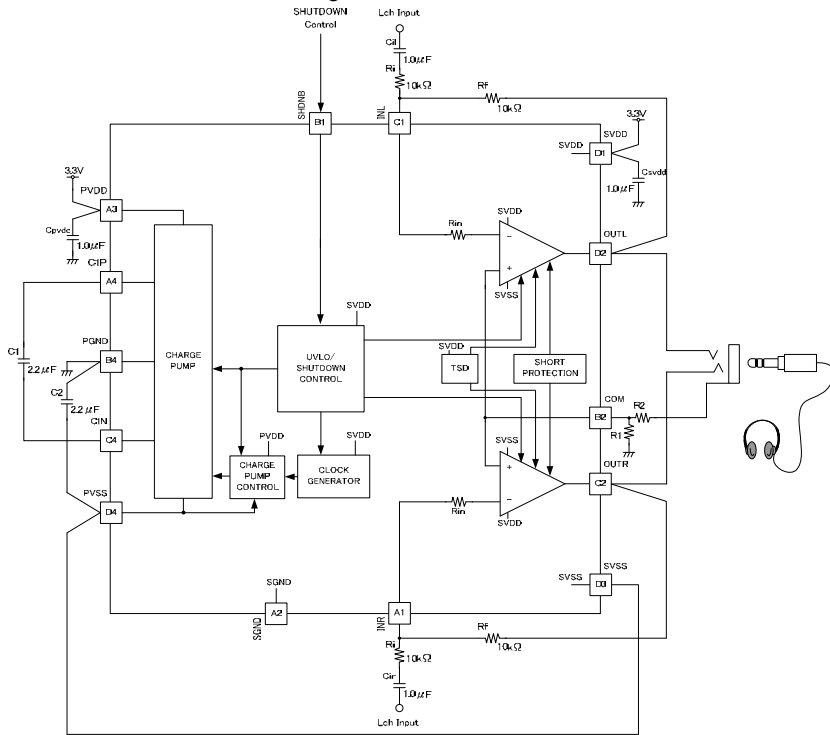 SHUTDOWN
Control
Lch Input
Cil
1.0μF
Ri
10kΩ
Rf
10kΩ
SHDNB
B1
INL
C1
SVDD
3.3V
SVDD
D1
Csvdd
1.0μF
3.3V
PVDD
A3
Cpvdd
1.0μF
C1P
A4
Rin
SVDD
−
+
SVSS
OUTL
D2
PGND
B4
C1
2.2μF
C2
2.2μF
C1N
C4
CHARGE
PUMP
SVDD
UVLO/
SHUTDOWN
CONTROL
SVDD
TSD
SHORT
PROTECTION
COM
B2
R2
R1
PVDD
CHARGE
PUMP
CONTROL
SVDD
CLOCK
GENERATOR
SVSS
+
−
SVDD
Rin
OUTR
C2
PVSS
D4
SVSS
SVSS
D3
SGND
SGND
A2
INR
A1
Rf
10kΩ
Ri
10kΩ
Cir
1.0μF
Lch Input